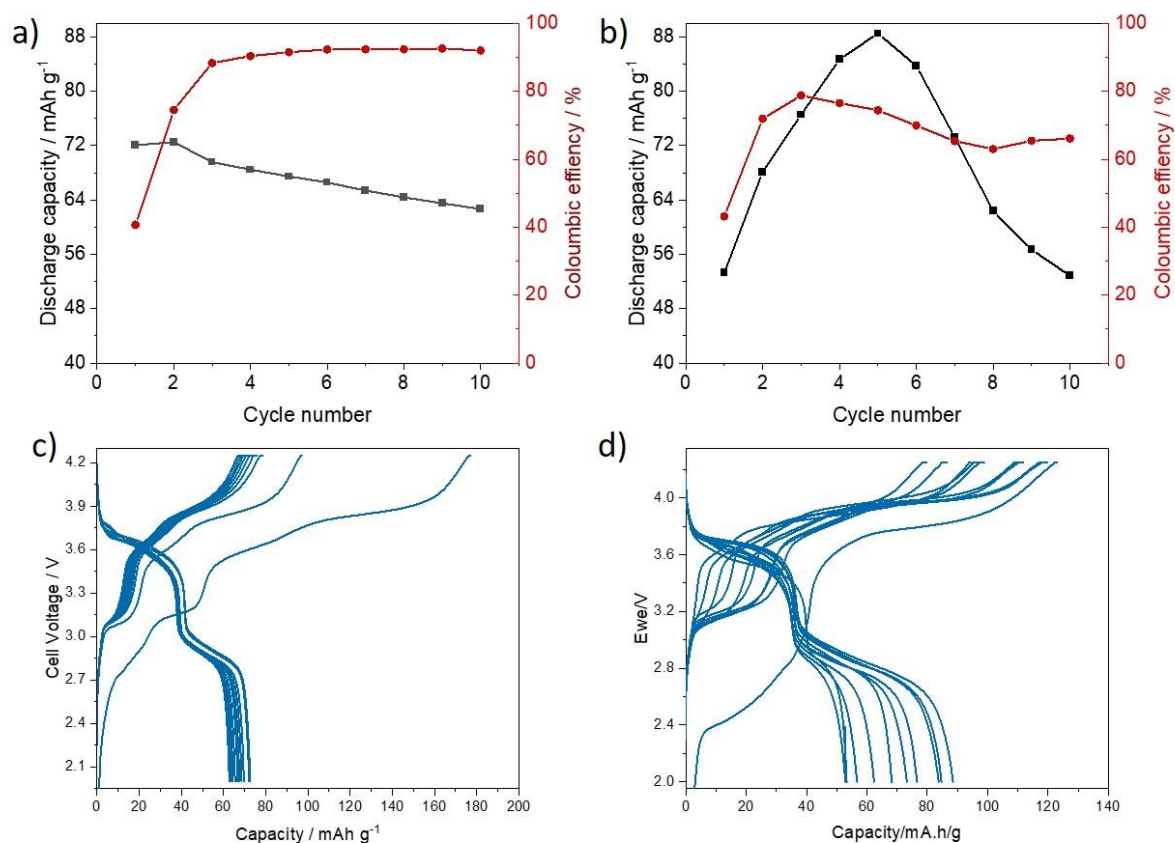 a)
88
80
72
64
56
48
40
Discharge capacity / mAh g⁻¹
100
80
60
40
20
0
Coloumbic effiency / %
0 2 4 6 8 10
Cycle number
b)
88
80
72
64
56
48
40
Discharge capacity / mAh g⁻¹
100
80
60
40
20
0
Coloumbic effiency / %
0 2 4 6 8 10
Cycle number
c)
4.2
3.9
3.6
3.3
3.0
2.7
2.4
2.1
Cell Voltage / V
0 20 40 60 80 100 120 140 160 180 200
Capacity / mAh g⁻¹
d)
4.0
3.6
3.2
2.8
2.4
2.0
Ewe/V
0 20 40 60 80 100 120 140
Capacity/mA.h/g